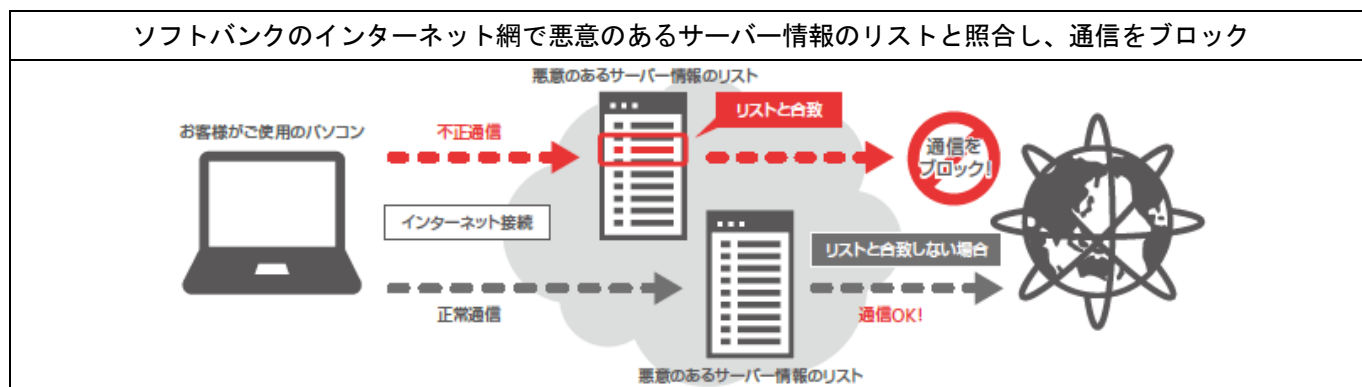 ソフトバンクのインターネット網で悪意のあるサーバー情報のリストと照合し、通信をブロック
悪意のあるサーバー情報のリスト
リストと合致
お客様がご使用のパソコン
不正通信
通信を
ブロック!
インターネット接続
リストと合致しない場合
正常通信
通信OK!
悪意のあるサーバー情報のリスト